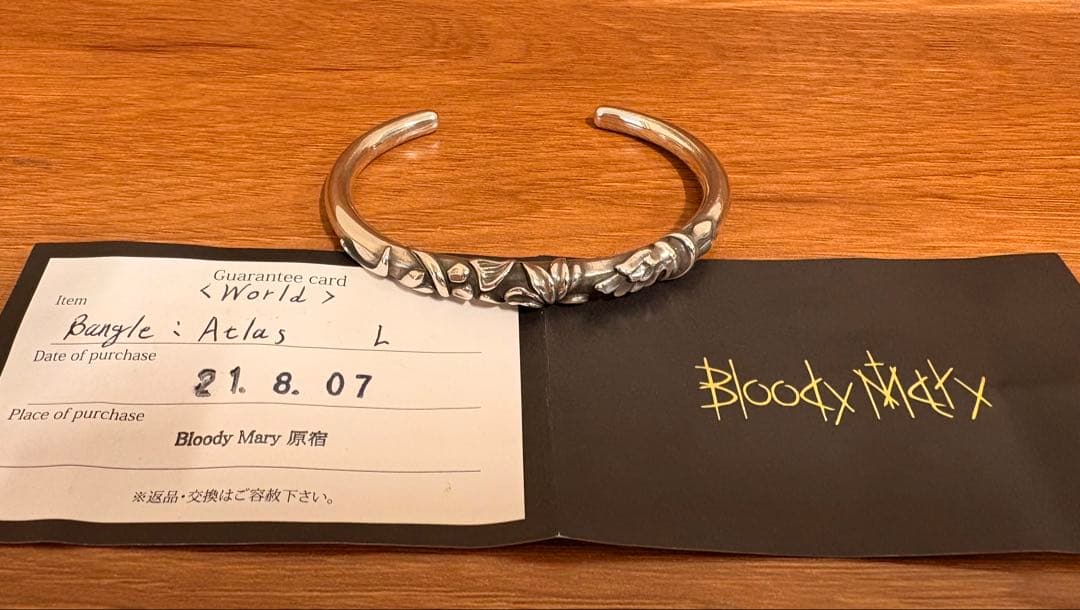 Guarantee card
< World >
Item
Bangle : Atlas L
Date of purchase
21. 8. 07
Place of purchase
Bloody Mary 原宿
※返品・交換はご容赦下さい。
Bloody Mary